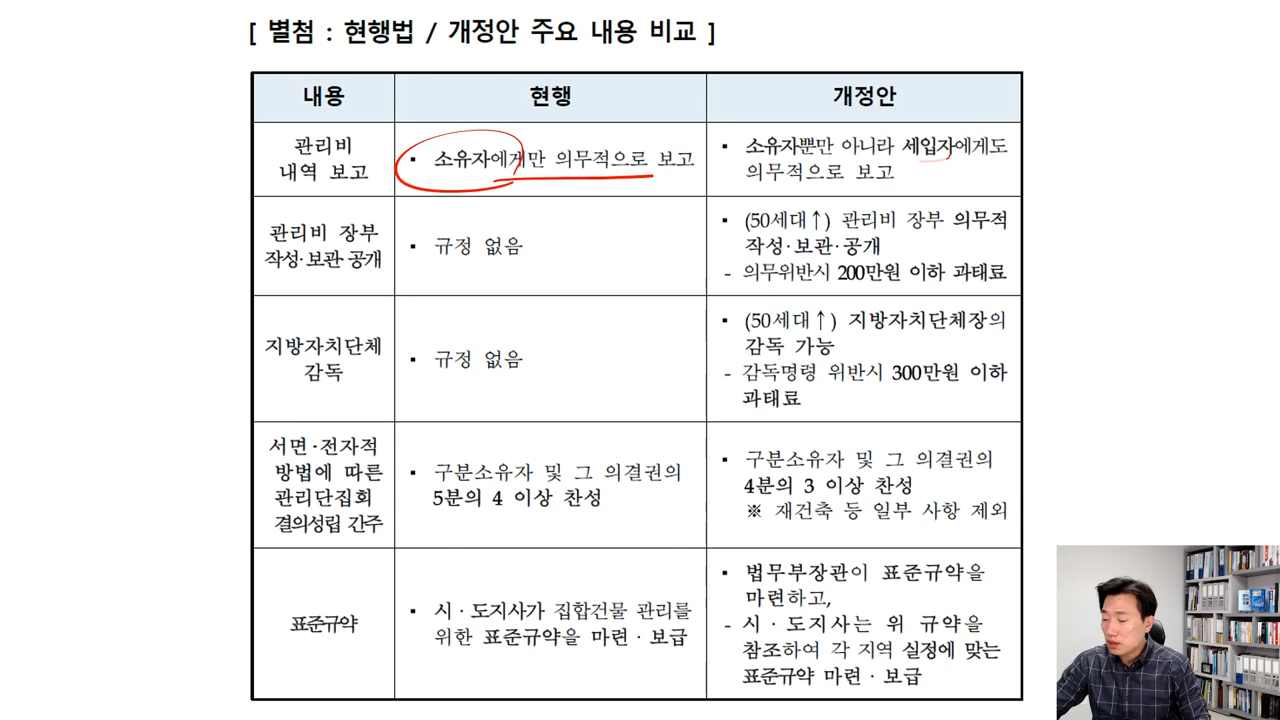 [ 별첨 : 현행법 / 개정안 주요 내용 비교 ]
내용
현행
개정안
관리비
내역 보고
▪ 소유자에게만 의무적으로 보고
▪ 소유자뿐만 아니라 세입자에게도
의무적으로 보고
관리비 장부
작성·보관·공개
▪ 규정 없음
▪ (50세대↑) 관리비 장부 의무적
작성·보관·공개
- 의무위반시 200만원 이하 과태료
지방자치단체
감독
▪ 규정 없음
▪ (50세대↑) 지방자치단체장의
감독 가능
- 감독명령 위반시 300만원 이하
과태료
서면·전자적
방법에 따른
관리단집회
결의성립 간주
▪ 구분소유자 및 그 의결권의
5분의 4 이상 찬성
▪ 구분소유자 및 그 의결권의
4분의 3 이상 찬성
※ 재건축 등 일부 사항 제외
표준규약
▪ 시·도지사가 집합건물 관리를
위한 표준규약을 마련·보급
▪ 법무부장관이 표준규약을
마련하고,
- 시·도지사는 위 규약을
참조하여 각 지역 실정에 맞는
표준규약 마련·보급